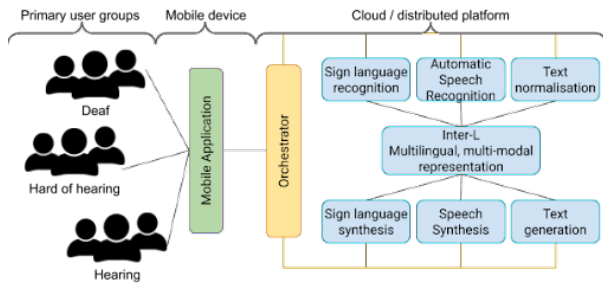 Primary user groups
Mobile device
Cloud / distributed platform
Deaf
Hard of hearing
Hearing
Mobile Application
Orchestrator
Sign language
recognition
Automatic
Speech
Recognition
Text
normalisation
Inter-L
Multilingual, multi-modal
representation
Sign language
synthesis
Speech
Synthesis
Text
generation